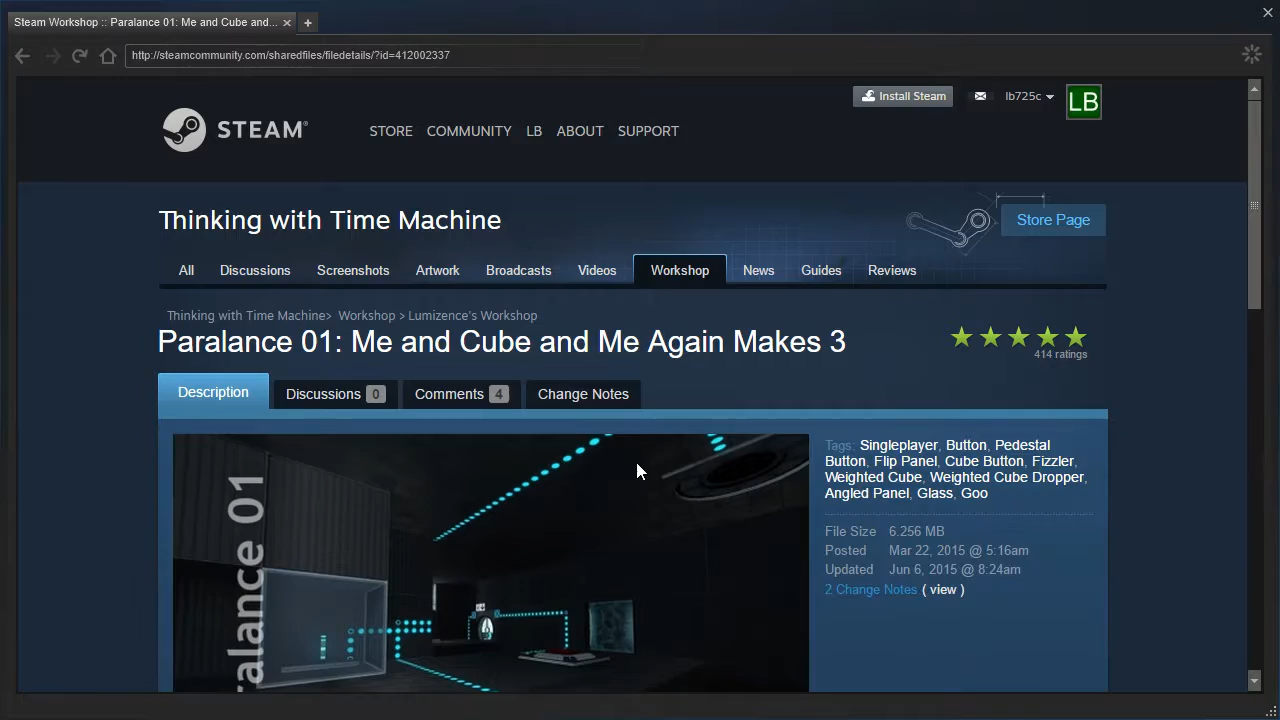 Steam Workshop :: Paralance 01: Me and Cube and...
http://steamcommunity.com/sharedfiles/filedetails/?id=412002337
Install Steam
lb725c
LB
STEAM®
STORE COMMUNITY LB ABOUT SUPPORT
Thinking with Time Machine
Store Page
All Discussions Screenshots Artwork Broadcasts Videos Workshop News Guides Reviews
Thinking with Time Machine> Workshop > Lumizence's Workshop
Paralance 01: Me and Cube and Me Again Makes 3
414 ratings
Description Discussions 0 Comments 4 Change Notes
ralance 01
Tags: Singleplayer, Button, Pedestal
Button, Flip Panel, Cube Button, Fizzler,
Weighted Cube, Weighted Cube Dropper,
Angled Panel, Glass, Goo
File Size 6.256 MB
Posted Mar 22, 2015 @ 5:16am
Updated Jun 6, 2015 @ 8:24am
2 Change Notes ( view )